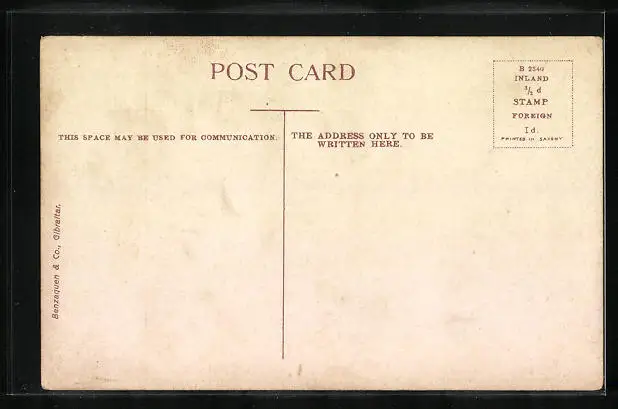 POST CARD
B 2540
INLAND
½ d
STAMP
FOREIGN
1d.
PRINTED IN SAXONY
THIS SPACE MAY BE USED FOR COMMUNICATION.
THE ADDRESS ONLY TO BE
WRITTEN HERE.
Benzaquen & Co., Gibraltar.